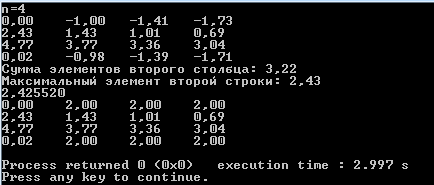 n=4
0,00 -1,00 -1,41 -1,73
2,43 1,43 1,01 0,69
4,77 3,77 3,36 3,04
0,02 -0,98 -1,39 -1,71
Сумма элементов второго столбца: 3,22
Максимальный элемент второй строки: 2,43
2,425520
0,00 2,00 2,00 2,00
2,43 1,43 1,01 0,69
4,77 3,77 3,36 3,04
0,02 2,00 2,00 2,00
Process returned 0 (0x0) execution time : 2.997 s
Press any key to continue.